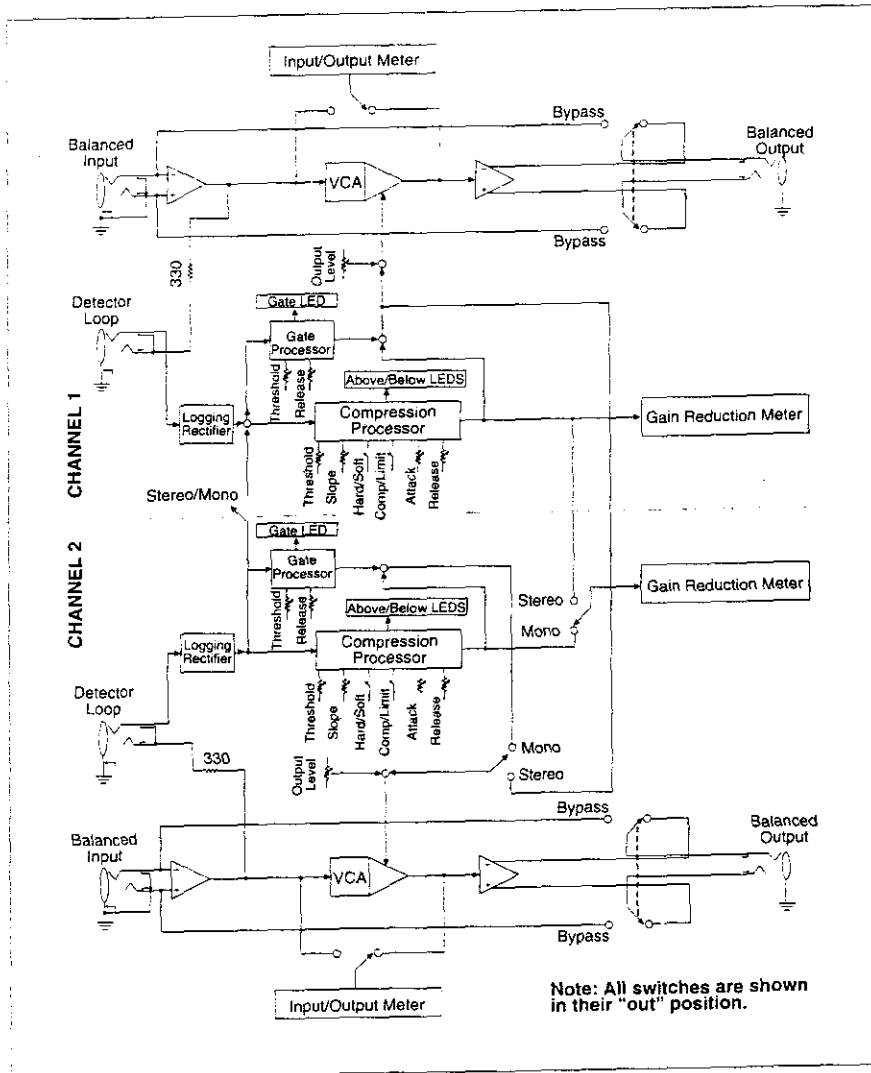 Input/Output Meter
Bypass
Balanced
Input
Balanced
Output
VCA
Bypass
330
Output
Level
Detector
Loop
Gate LED
Gate
Processor
Threshold
Release
Above/Below LEDS
CHANNEL 1
Logging
Rectifier
Compression
Processor
Gain Reduction Meter
Threshold
Slope
Hard/Soft
Comp/Limit
Attack
Release
Stereo/Mono
CHANNEL 2
Gate LED
Gate
Processor
Threshold
Release
Above/Below LEDS
Stereo
Mono
Gain Reduction Meter
Logging
Rectifier
Compression
Processor
Threshold
Slope
Hard/Soft
Comp/Limit
Attack
Release
Detector
Loop
330
Output
Level
Mono
Stereo
Bypass
Balanced
Input
Balanced
Output
VCA
Bypass
Input/Output Meter
Note: All switches are shown
in their "out" position.